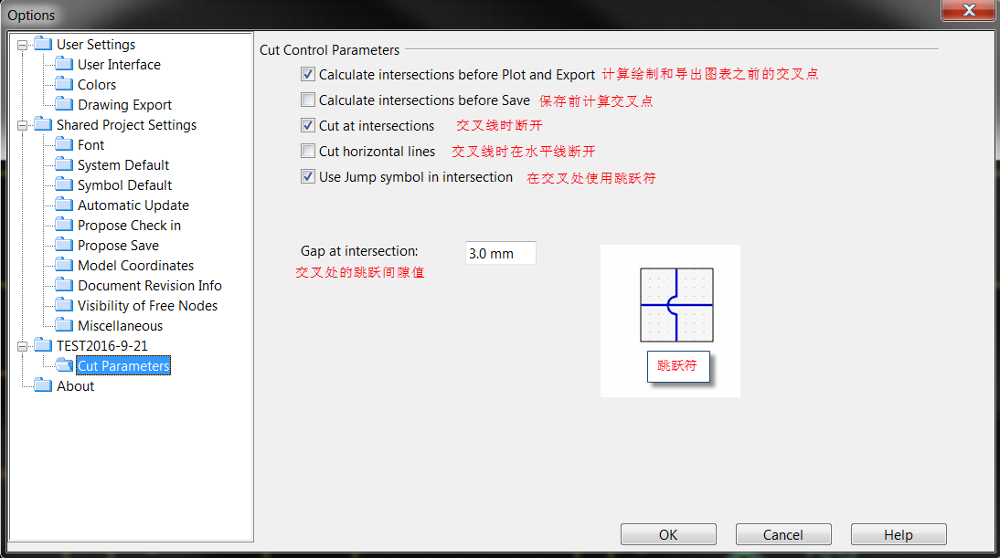 Options
User Settings
User Interface
Colors
Drawing Export
Shared Project Settings
Font
System Default
Symbol Default
Automatic Update
Propose Check in
Propose Save
Model Coordinates
Document Revision Info
Visibility of Free Nodes
Miscellaneous
TEST2016-9-21
Cut Parameters
About
Cut Control Parameters
Calculate intersections before Plot and Export 计算绘制和导出图表之前的交叉点
Calculate intersections before Save 保存前计算交叉点
Cut at intersections 交叉线时断开
Cut horizontal lines 交叉线时在水平线断开
Use Jump symbol in intersection 在交叉处使用跳跃符
Gap at intersection: 3.0 mm
交叉处的跳跃间隙值
跳跃符
OK Cancel Help